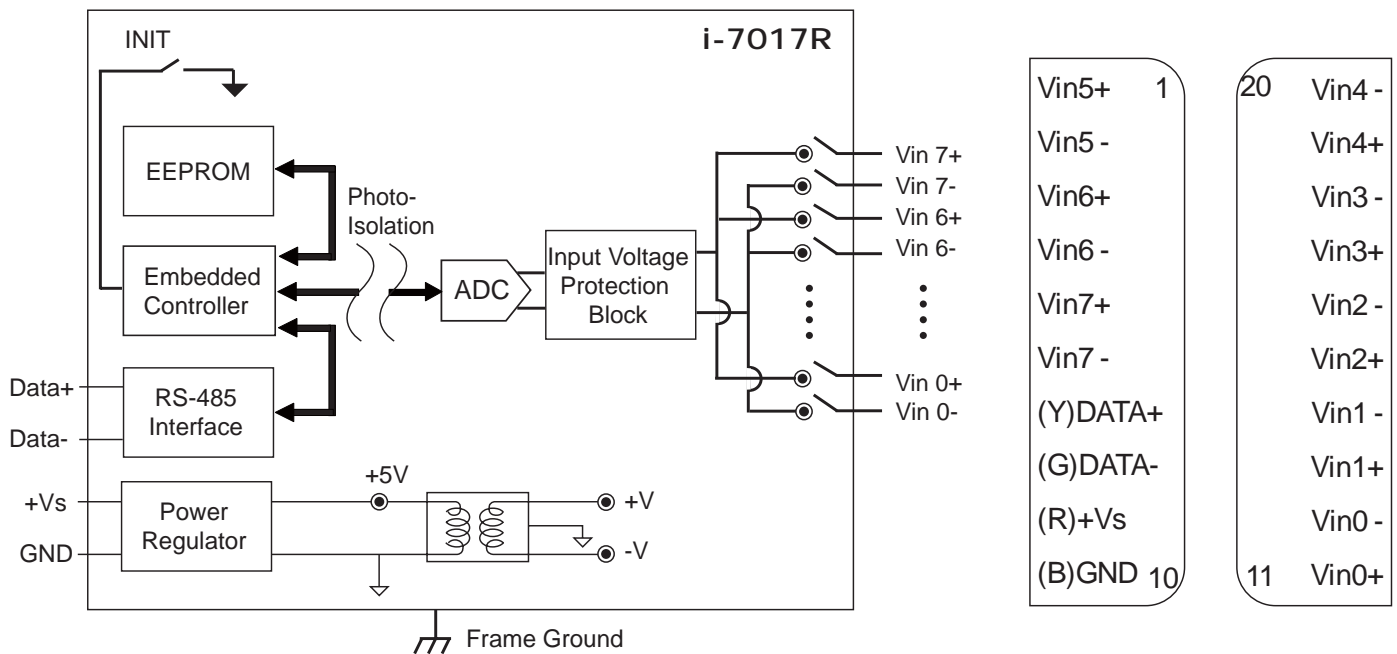 INIT
i-7017R
EEPROM
Photo-
Isolation
Embedded
Controller
ADC
Input Voltage
Protection
Block
Vin 7+
Vin 7-
Vin 6+
Vin 6-
Vin 0+
Vin 0-
Data+
Data-
RS-485
Interface
+Vs
GND
Power
Regulator
+5V
+V
-V
Frame Ground
Vin5+ 1
Vin5 -
Vin6+
Vin6 -
Vin7+
Vin7 -
(Y)DATA+
(G)DATA-
(R)+Vs
(B)GND 10
20 Vin4 -
Vin4+
Vin3 -
Vin3+
Vin2 -
Vin2+
Vin1 -
Vin1+
Vin0 -
11 Vin0+